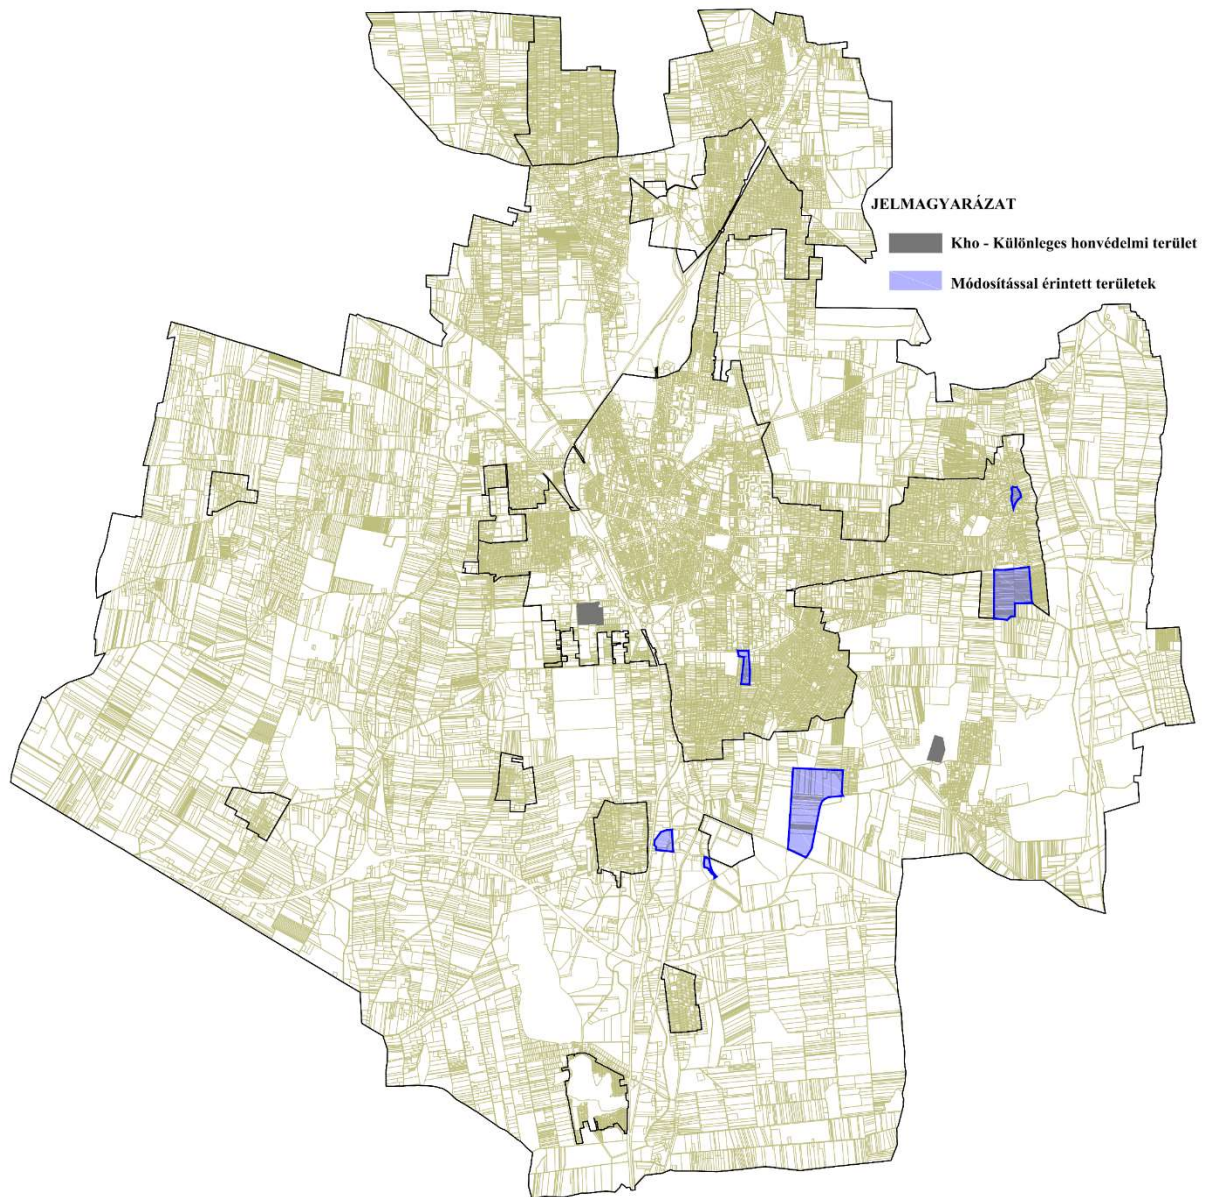 JELMAGYARÁZAT
Kho - Különleges honvédelmi terület
Módosítással érintett területek